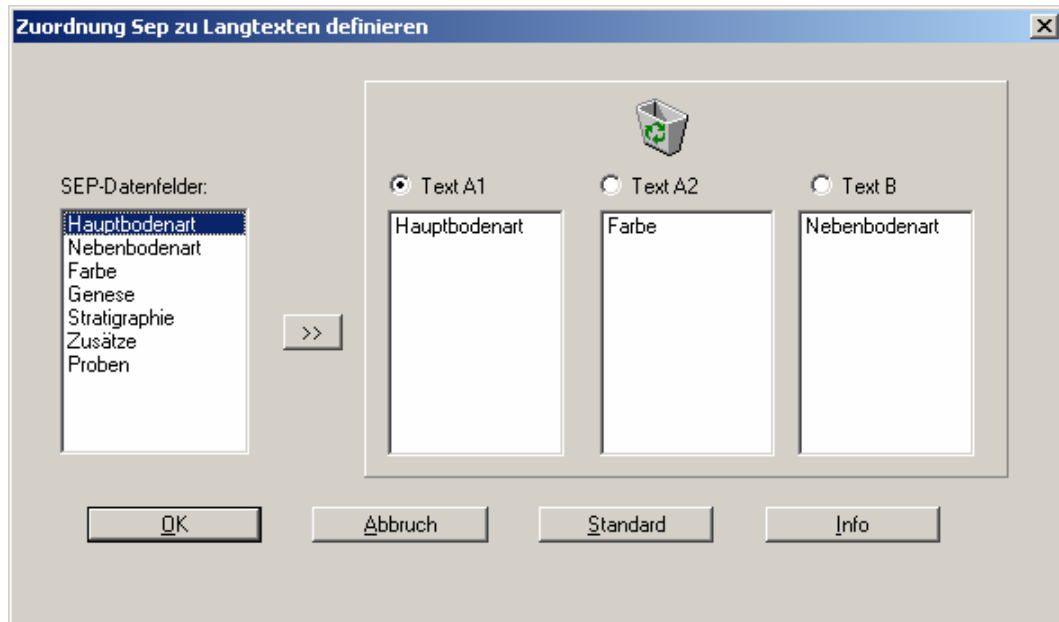 Zuordnung Sep zu Langtexten definieren
SEP-Datenfelder:
Hauptbodenart
Nebenbodenart
Farbe
Genese
Stratigraphie
Zusätze
Proben
>>
Text A1
Hauptbodenart
Text A2
Farbe
Text B
Nebenbodenart
OK
Abbruch
Standard
Info